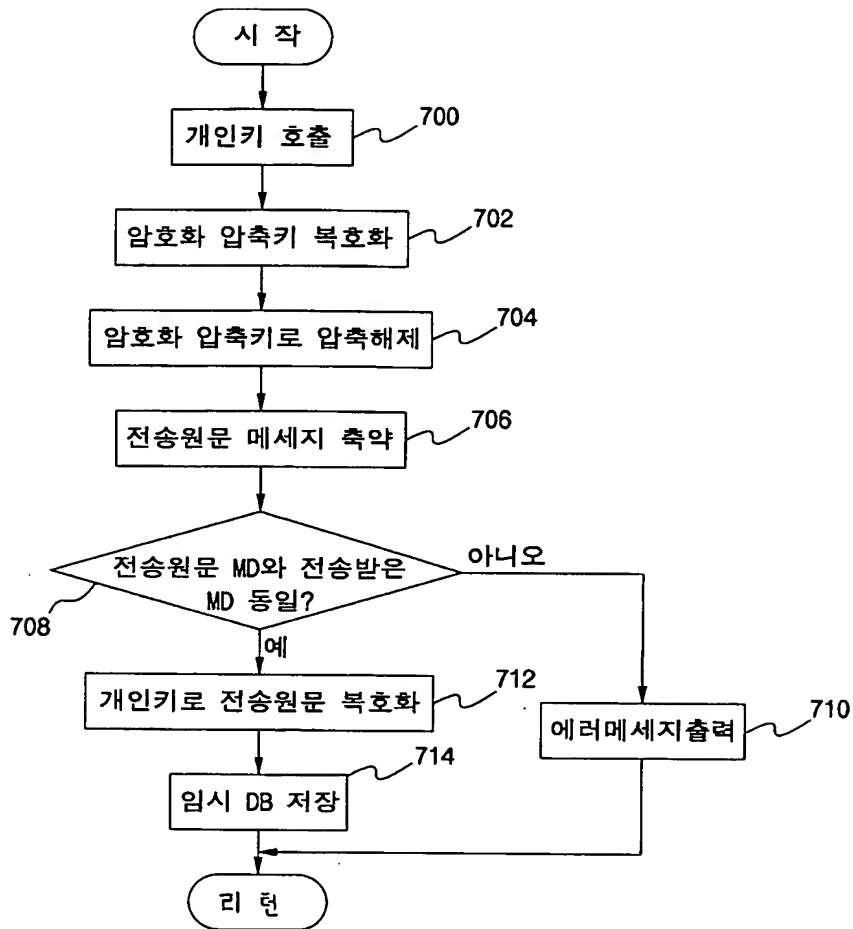 시 작
개인키 호출
700
암호화 압축키 복호화
702
암호화 압축키로 압축해제
704
전송원문 메세지 축약
706
전송원문 MD와 전송받은
MD 동일?
708
아니오
예
개인키로 전송원문 복호화
712
에러메세지출력
710
임시 DB 저장
714
리 턴